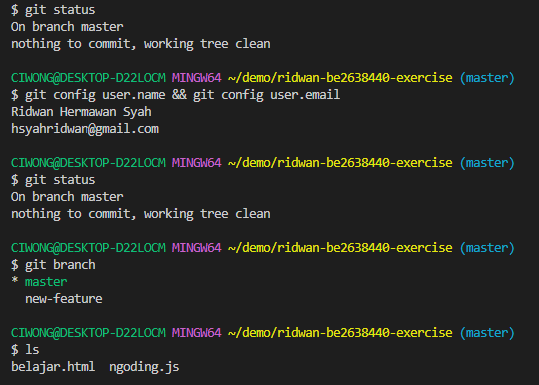 $ git status
On branch master
nothing to commit, working tree clean
CIWONG@DESKTOP-D22LOCM MINGW64 ~/demo/ridwan-be2638440-exercise (master)
$ git config user.name && git config user.email
Ridwan Hermawan Syah
hsyahridwan@gmail.com
CIWONG@DESKTOP-D22LOCM MINGW64 ~/demo/ridwan-be2638440-exercise (master)
$ git status
On branch master
nothing to commit, working tree clean
CIWONG@DESKTOP-D22LOCM MINGW64 ~/demo/ridwan-be2638440-exercise (master)
$ git branch
* master
  new-feature
CIWONG@DESKTOP-D22LOCM MINGW64 ~/demo/ridwan-be2638440-exercise (master)
$ ls
belajar.html  ngoding.js